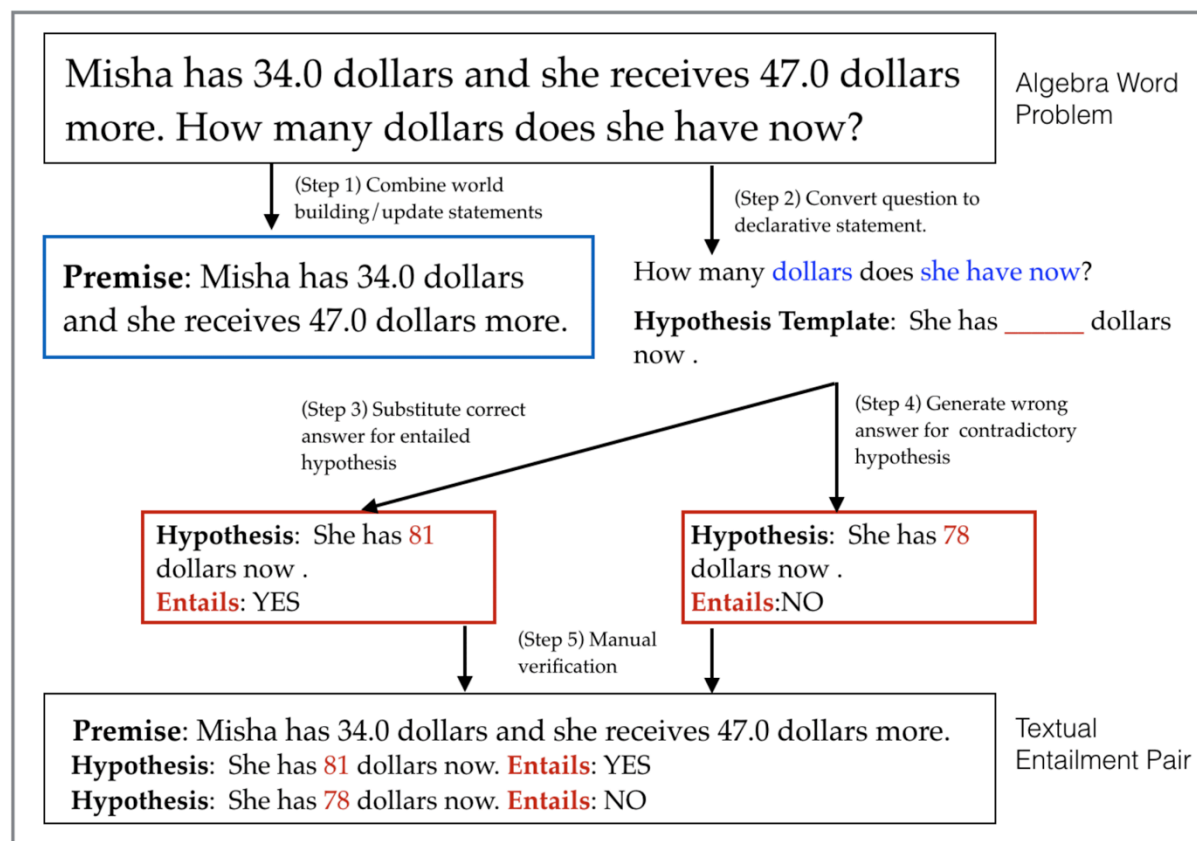 Misha has 34.0 dollars and she receives 47.0 dollars
more. How many dollars does she have now?
Algebra Word
Problem
(Step 1) Combine world
building/update statements
(Step 2) Convert question to
declarative statement.
Premise: Misha has 34.0 dollars
and she receives 47.0 dollars more.
How many dollars does she have now?
Hypothesis Template: She has ______ dollars
now .
(Step 3) Substitute correct
answer for entailed
hypothesis
(Step 4) Generate wrong
answer for contradictory
hypothesis
Hypothesis: She has 81
dollars now .
Entails: YES
Hypothesis: She has 78
dollars now .
Entails:NO
(Step 5) Manual
verification
Premise: Misha has 34.0 dollars and she receives 47.0 dollars more.
Hypothesis: She has 81 dollars now. Entails: YES
Hypothesis: She has 78 dollars now. Entails: NO
Textual
Entailment Pair